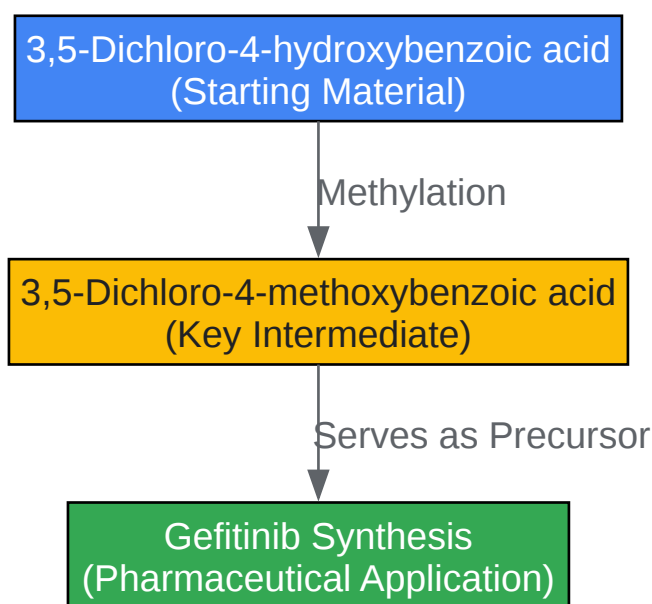 3,5-Dichloro-4-hydroxybenzoic acid
(Starting Material)
Methylation
3,5-Dichloro-4-methoxybenzoic acid
(Key Intermediate)
Serves as Precursor
Gefitinib Synthesis
(Pharmaceutical Application)